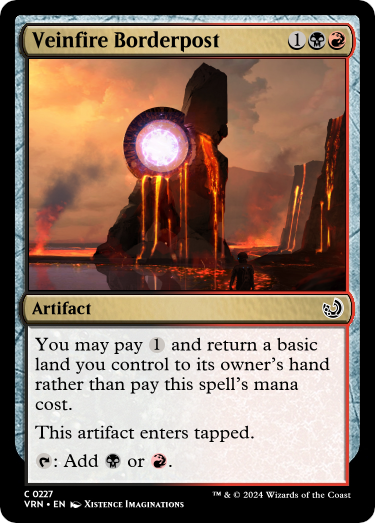 Veinfire Borderpost 1
Artifact
You may pay 1 and return a basic
land you control to its owner's hand
rather than pay this spell's mana
cost.
This artifact enters tapped.
: Add or .
C 0227
VRN • EN Xistence Imaginations
™ & © 2024 Wizards of the Coast